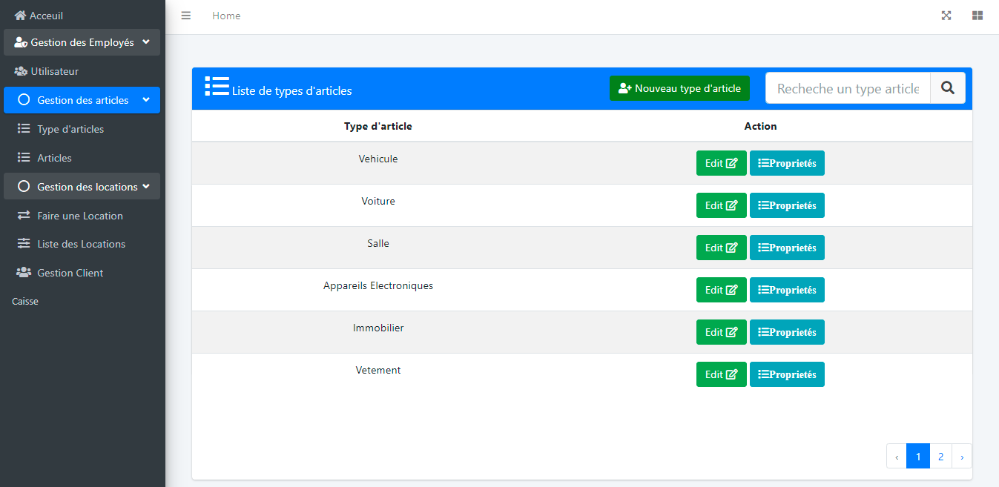 Acceuil
Gestion des Employés
Utilisateur
Gestion des articles
Type d'articles
Articles
Gestion des locations
Faire une Location
Liste des Locations
Gestion Client
Caisse
Home
Liste de types d'articles
Nouveau type d'article
Recheche un type article
Type d'article Action
Vehicule Edit Proprietés
Voiture Edit Proprietés
Salle Edit Proprietés
Appareils Electroniques Edit Proprietés
Immobilier Edit Proprietés
Vetement Edit Proprietés
‹ 1 2 ›